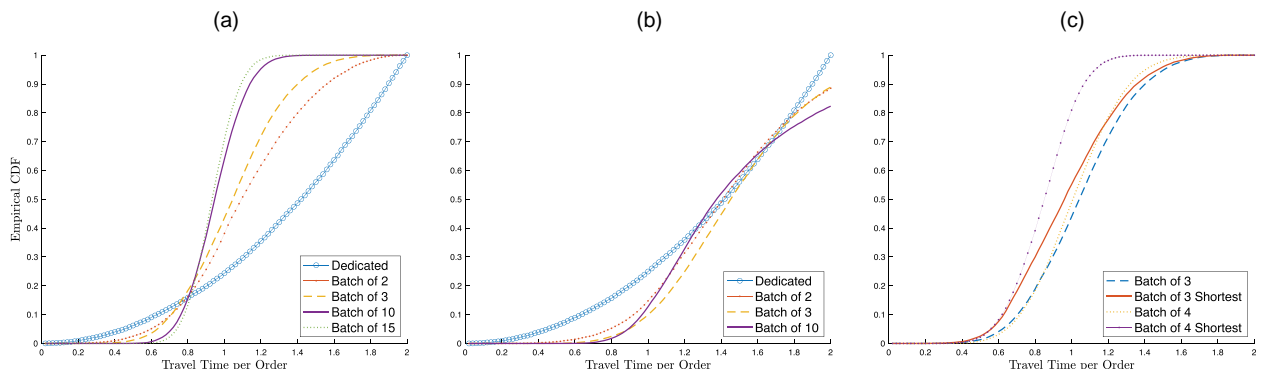 (a)
1
0.9
0.8
0.7
0.6
0.5
0.4
0.3
0.2
0.1
0
Empirical CDF
0 0.2 0.4 0.6 0.8 1 1.2 1.4 1.6 1.8 2
Travel Time per Order
Dedicated
Batch of 2
Batch of 3
Batch of 10
Batch of 15
(b)
1
0.9
0.8
0.7
0.6
0.5
0.4
0.3
0.2
0.1
0
0 0.2 0.4 0.6 0.8 1 1.2 1.4 1.6 1.8 2
Travel Time per Order
Dedicated
Batch of 2
Batch of 3
Batch of 10
(c)
1
0.9
0.8
0.7
0.6
0.5
0.4
0.3
0.2
0.1
0
0 0.2 0.4 0.6 0.8 1 1.2 1.4 1.6 1.8 2
Travel Time per Order
Batch of 3
Batch of 3 Shortest
Batch of 4
Batch of 4 Shortest